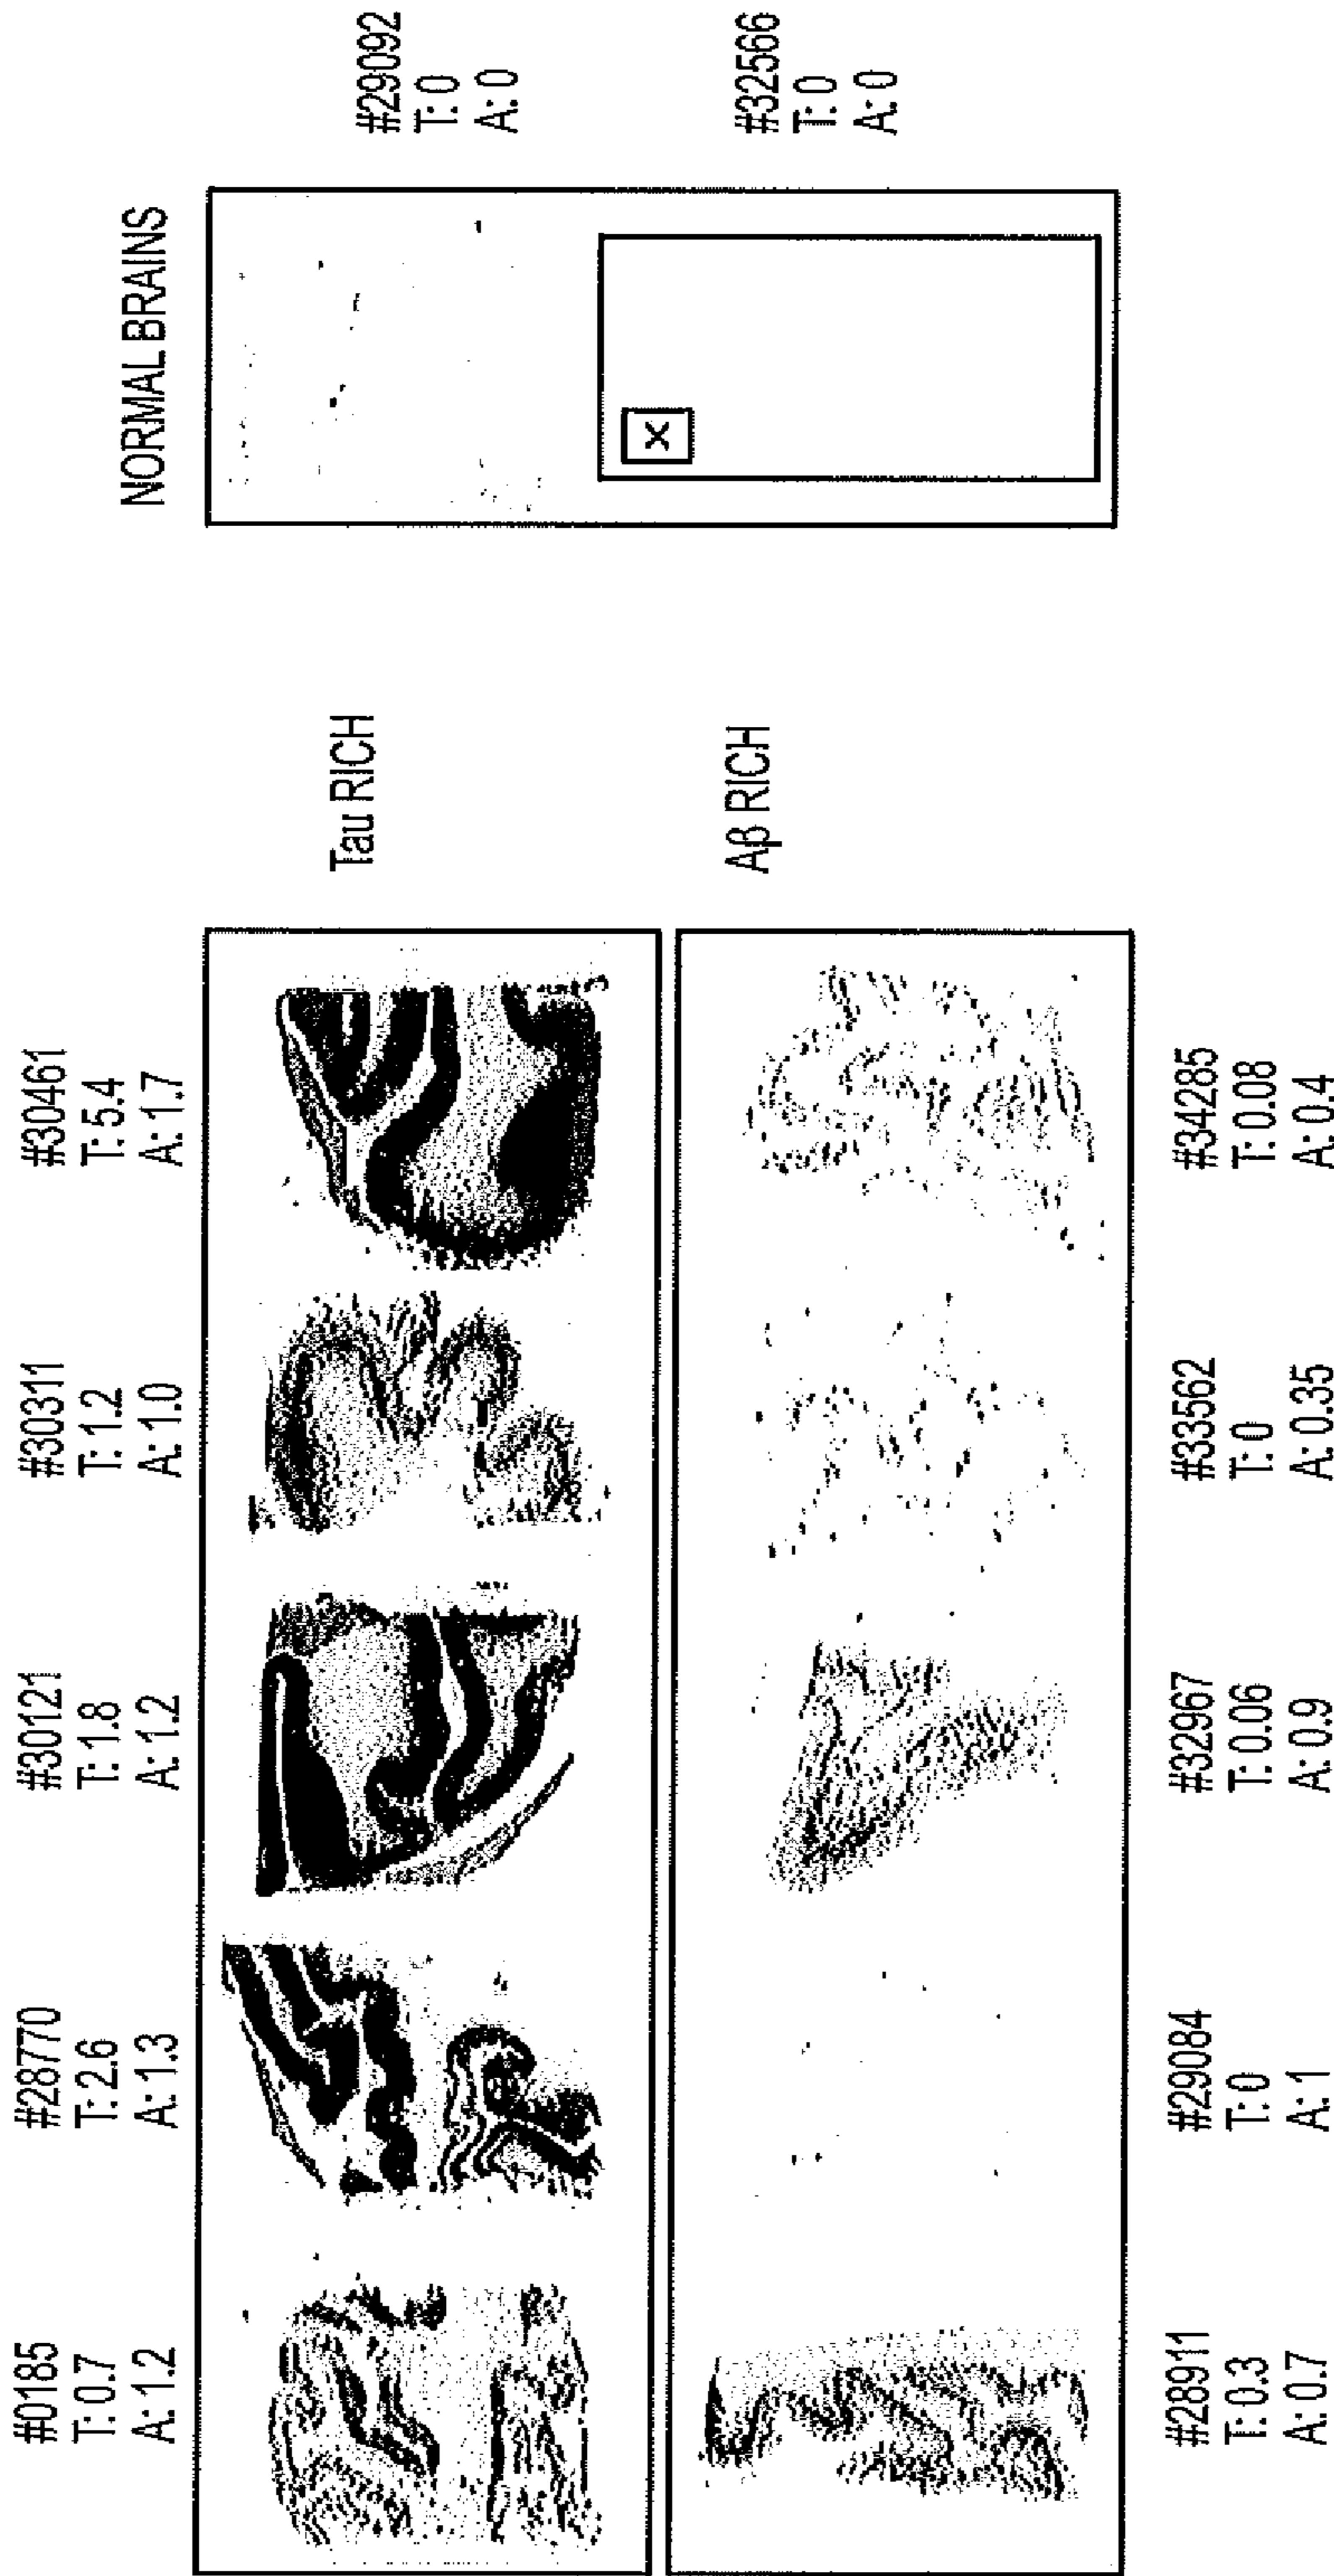 #0185
T: 0.7
A: 1.2
#28770
T: 2.6
A: 1.3
#30121
T: 1.8
A: 1.2
#30311
T: 1.2
A: 1.0
#30461
T: 5.4
A: 1.7
Tau RICH
Aβ RICH
#28911
T: 0.3
A: 0.7
#29084
T: 0
A: 1
#32967
T: 0.06
A: 0.9
#33562
T: 0
A: 0.35
#34285
T: 0.08
A: 0.4
NORMAL BRAINS
#29092
T: 0
A: 0
X
#32566
T: 0
A: 0